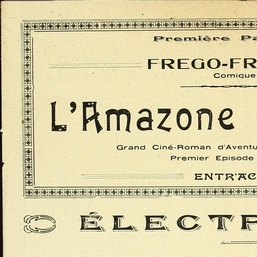 Première Pa
FREGO-FR
Comique
L'Amazone
Grand Ciné-Roman d'Aventu
Premier Episode
ENTR'AC
ÉLECTR